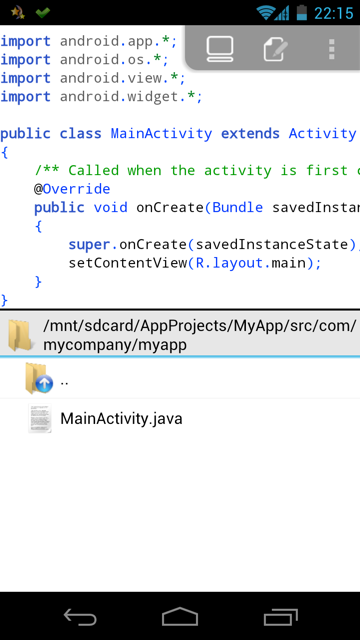 22:15
import android.app.*;
import android.os.*;
import android.view.*;
import android.widget.*;
public class MainActivity extends Activity
{
/** Called when the activity is first c
@Override
public void onCreate(Bundle savedInstan
{
super.onCreate(savedInstanceState);
setContentView(R.layout.main);
}
}
/mnt/sdcard/AppProjects/MyApp/src/com/
mycompany/myapp
..
MainActivity.java